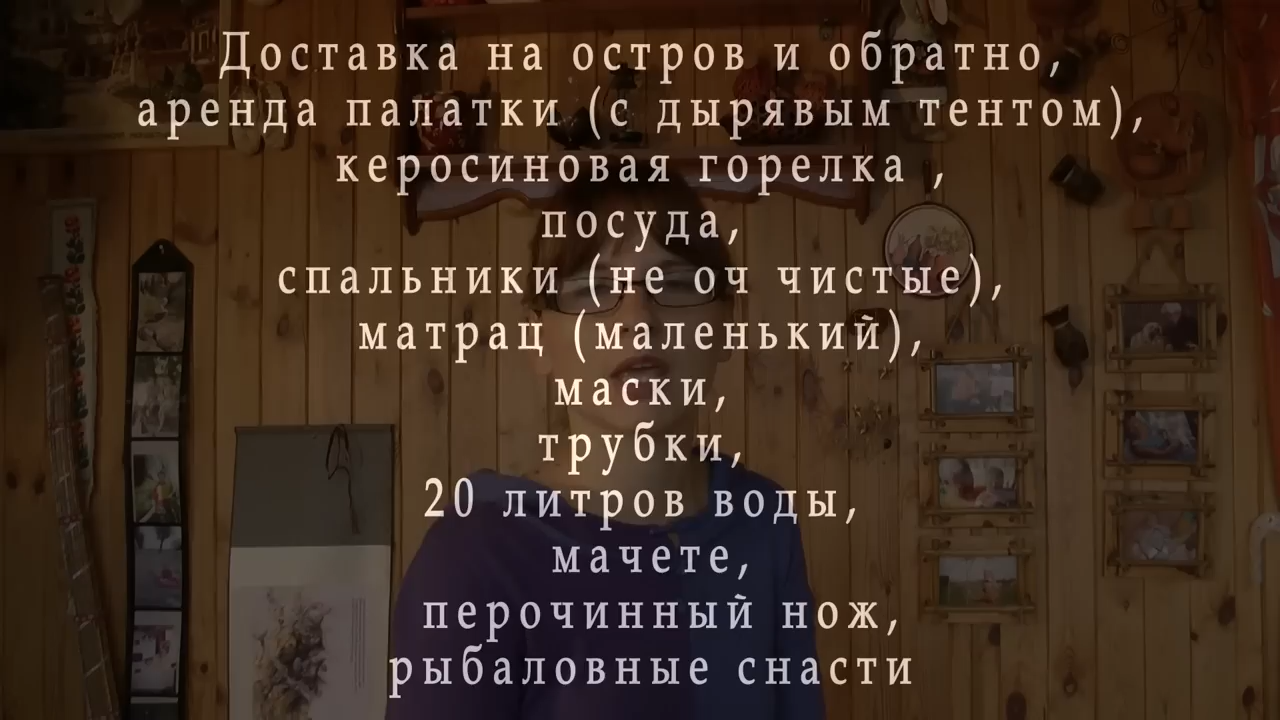 Доставка на остров и обратно,
аренда палатки (с дырявым тентом),
керосиновая горелка ,
посуда,
спальники (не оч чистые),
матрац (маленький),
маски,
трубки,
20 литров воды,
мачете,
перочинный нож,
рыбаловные снасти